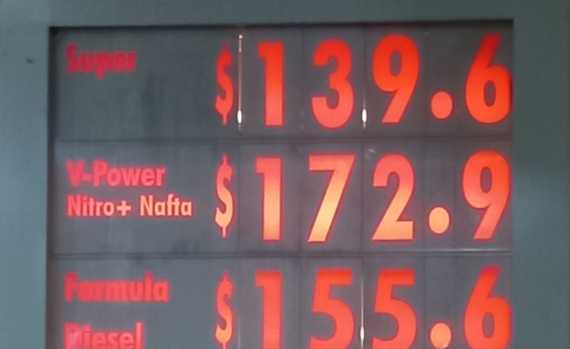 Super $139.6
V-Power
Nitro+ Nafta $172.9
Formula
Diesel $155.6